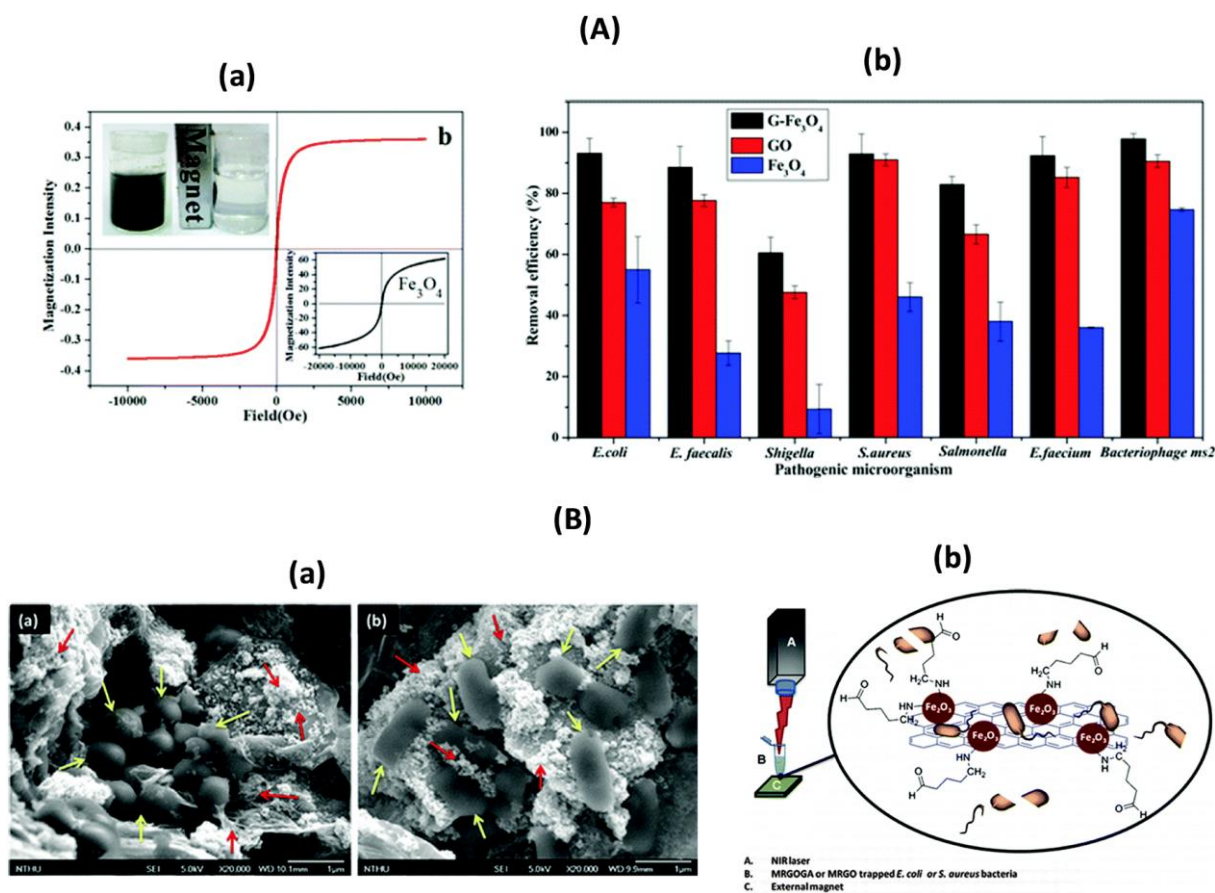 (A)
(a)
b
0.4
0.3
0.2
0.1
0.0
-0.1
-0.2
-0.3
-0.4
Magnetization Intensity
Magnet
-10000 -5000 0 5000 10000
Field(Oe)
Fe3O4
60
40
20
0
-20
-40
-60
Magnetization Intensity
-20000 -10000 0 10000 20000
Field(Oe)
(b)
G-Fe3O4
GO
Fe3O4
100
80
60
40
20
0
Removal efficiency (%)
E.coli E. faecalis Shigella S.aureus Salmonella E.faecium Bacteriophage ms2
Pathogenic microorganism
(B)
(a)
(a)
NTHU SEI 5.0kV X20,000 WD 10.1mm 1μm
(b)
NTHU SEI 5.0kV X20,000 WD 9.9mm 1μm
(b)
A
B
C
H
O
H2C
NH
Fe2O3
H
O
H2C
NH
Fe2O3
O
H
H2C
HN
Fe2O3
HN
CH2
O
H
Fe2O3
N
H
CH2
O
H
A. NIR laser
B. MRGOGA or MRGO trapped E. coli or S. aureus bacteria
C. External magnet